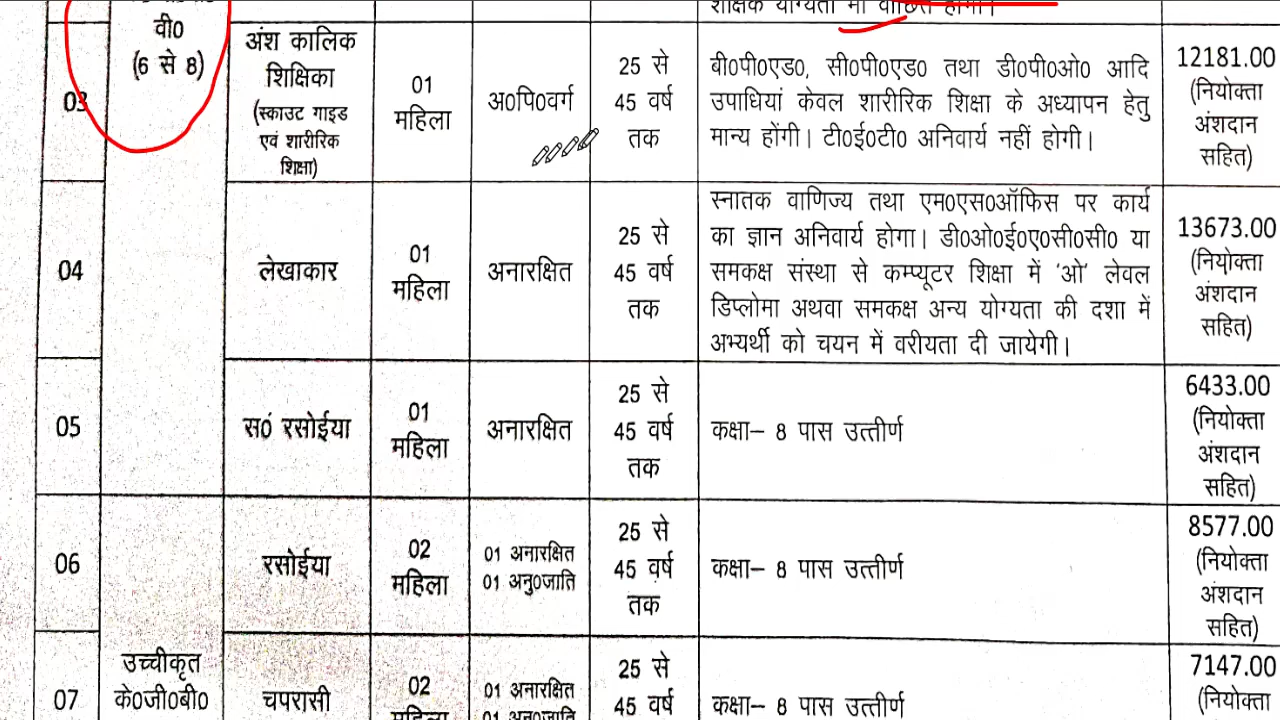 शैक्षिक योग्यता भी वांछित होगी।
वी0
(6 से 8)
03
अंश कालिक
शिक्षिका
(स्काउट गाइड
एवं शारीरिक
शिक्षा)
01
महिला
अ0पि0वर्ग
25 से
45 वर्ष
तक
बी0पी0एड0, सी0पी0एड0 तथा डी0पी0ओ0 आदि
उपाधियां केवल शारीरिक शिक्षा के अध्यापन हेतु
मान्य होंगी। टी0ई0टी0 अनिवार्य नहीं होगी।
12181.00
(नियोक्ता
अंशदान
सहित)
04
लेखाकार
01
महिला
अनारक्षित
25 से
45 वर्ष
तक
स्नातक वाणिज्य तथा एम0एस0ऑफिस पर कार्य
का ज्ञान अनिवार्य होगा। डी0ओ0ई0ए0सी0सी0 या
समकक्ष संस्था से कम्प्यूटर शिक्षा में 'ओ' लेवल
डिप्लोमा अथवा समकक्ष अन्य योग्यता की दशा में
अभ्यर्थी को चयन में वरीयता दी जायेगी।
13673.00
(नियोक्ता
अंशदान
सहित)
05
स0ं रसोईया
01
महिला
अनारक्षित
25 से
45 वर्ष
तक
कक्षा– 8 पास उत्तीर्ण
6433.00
(नियोक्ता
अंशदान
सहित)
06
रसोईया
02
महिला
01 अनारक्षित
01 अनु0जाति
25 से
45 वर्ष
तक
कक्षा– 8 पास उत्तीर्ण
8577.00
(नियोक्ता
अंशदान
सहित)
07
उच्चीकृत
के0जी0बी0
चपरासी
02
महिला
01 अनारक्षित
01 अनु0जाति
25 से
45 वर्ष
कक्षा– 8 पास उत्तीर्ण
7147.00
(नियोक्ता